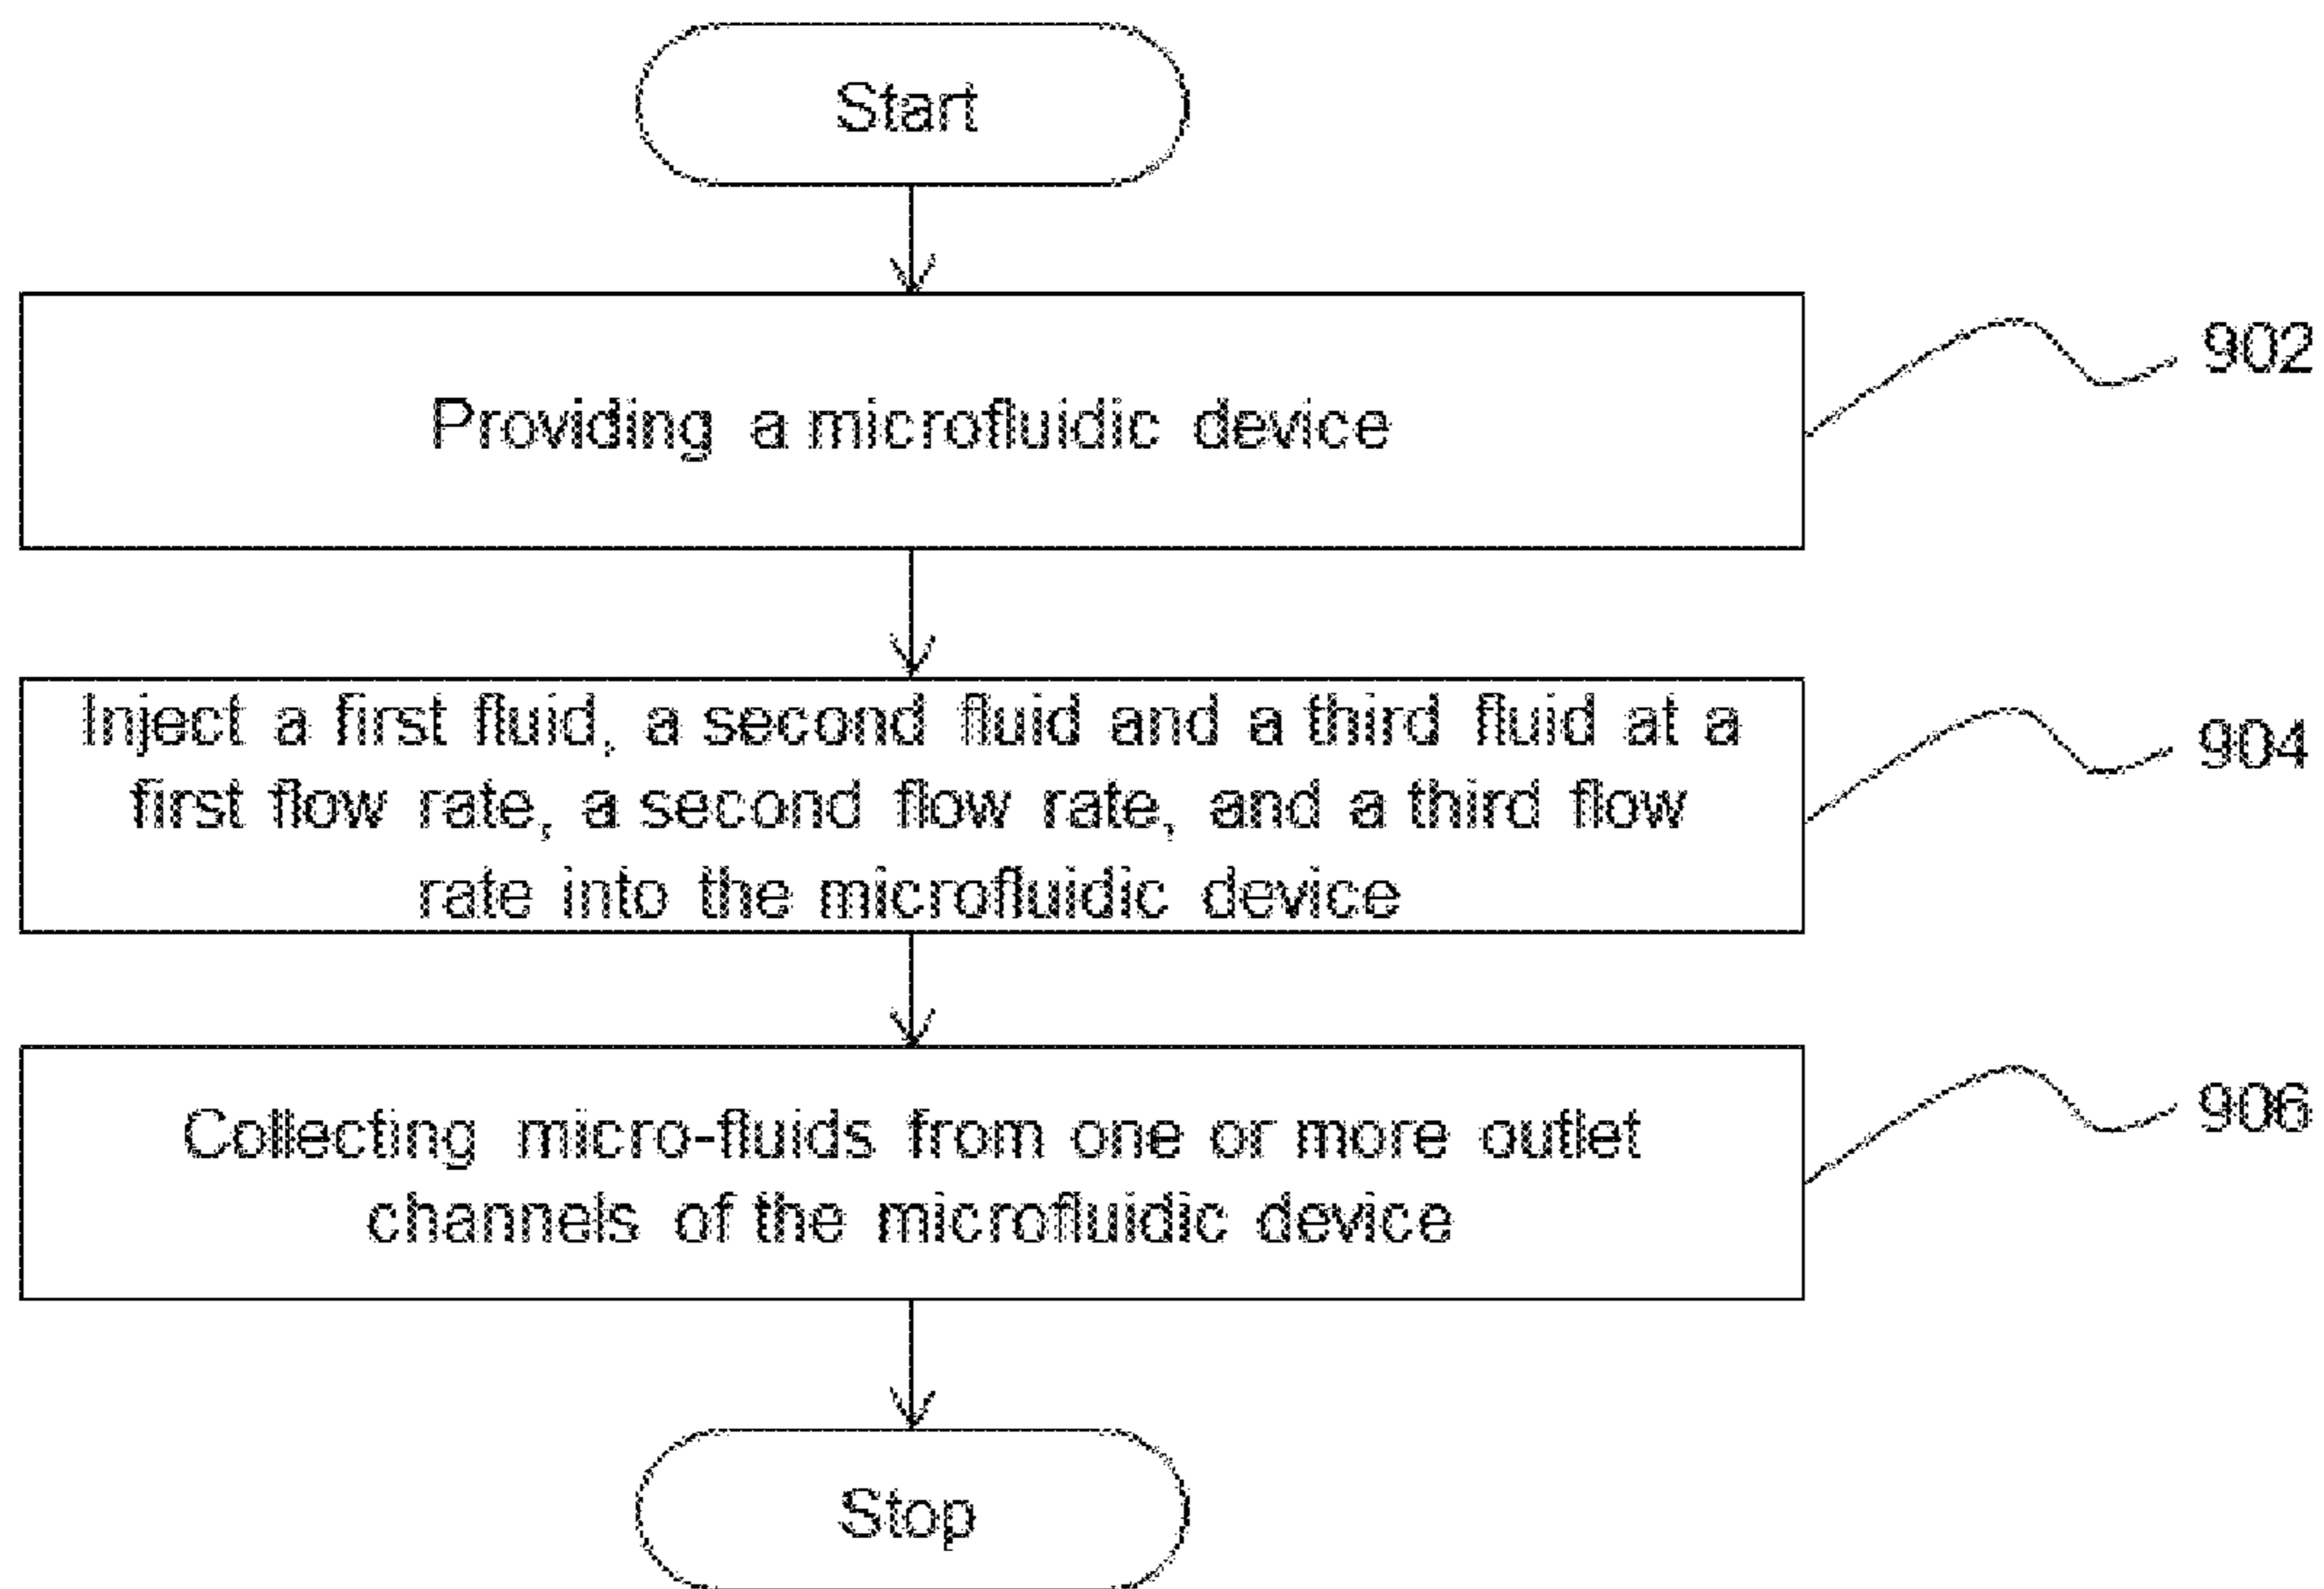 Start
Providing a microfluidic device
902
Inject a first fluid, a second fluid and a third fluid at a
first flow rate, a second flow rate, and a third flow
rate into the microfluidic device
904
Collecting micro-fluids from one or more outlet
channels of the microfluidic device
906
Stop